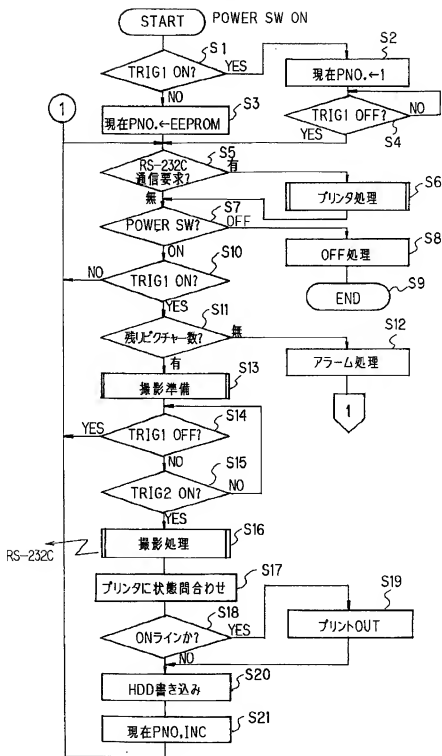 START
POWER SW ON
S1
TRIG1 ON?
YES
NO
S2
現在PNO.←1
TRIG1 OFF?
NO
YES
S4
1
S3
現在PNO.←EEPROM
S5
RS-232C
通信要求?
有
無
S6
プリンタ処理
S7
POWER SW?
OFF
ON
S8
OFF処理
END
S9
S10
NO
TRIG1 ON?
YES
S11
残りピクチャー数?
無
有
S12
アラーム処理
1
S13
撮影準備
S14
YES
TRIG1 OFF?
NO
S15
TRIG2 ON?
NO
YES
S16
撮影処理
RS-232C
S17
プリンタに状態問合わせ
S18
ONラインか?
YES
NO
S19
プリントOUT
S20
HDD書き込み
S21
現在PNO,INC